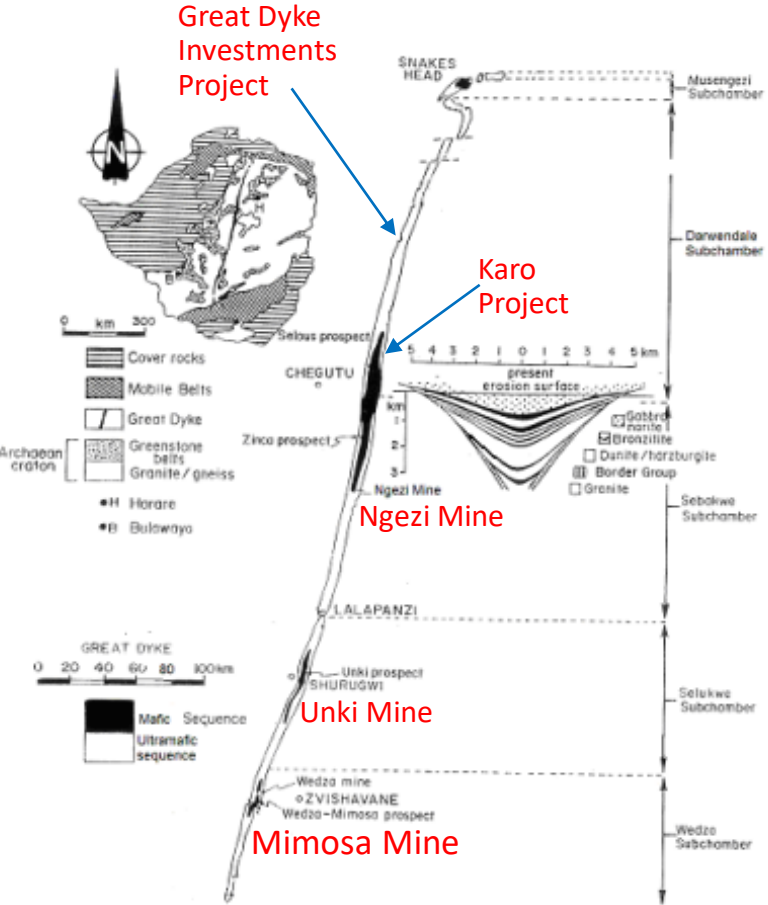 Great Dyke
Investments
Project
SNAKES
HEAD
Musengezi
Subchamber
N
H
B
Darwendale
Subchamber
Karo
Project
0 km 300
Selous prospect
5 4 3 2 1 0 1 2 3 4 5 km
present
erosion surface
Cover rocks
CHEGUTU
Mobile Belts
km
1
2
3
Gabbro
norite
Bronzilite
Dunite/harzburgite
Border Group
Granite
Great Dyke
Zinca prospect
Archaean
craton
Greenstone
belts
Granite/gneiss
Ngezi Mine
Ngezi Mine
•H Harare
•B Bulawayo
Sebakwe
Subchamber
LALAPANZI
GREAT DYKE
0 20 40 60 80 100km
Unki prospect
SHURUGWI
Unki Mine
Selukwe
Subchamber
Mafic Sequence
Ultramafic
sequence
Wedza mine
ZVISHAVANE
Wedza-Mimosa prospect
Mimosa Mine
Wedza
Subchamber